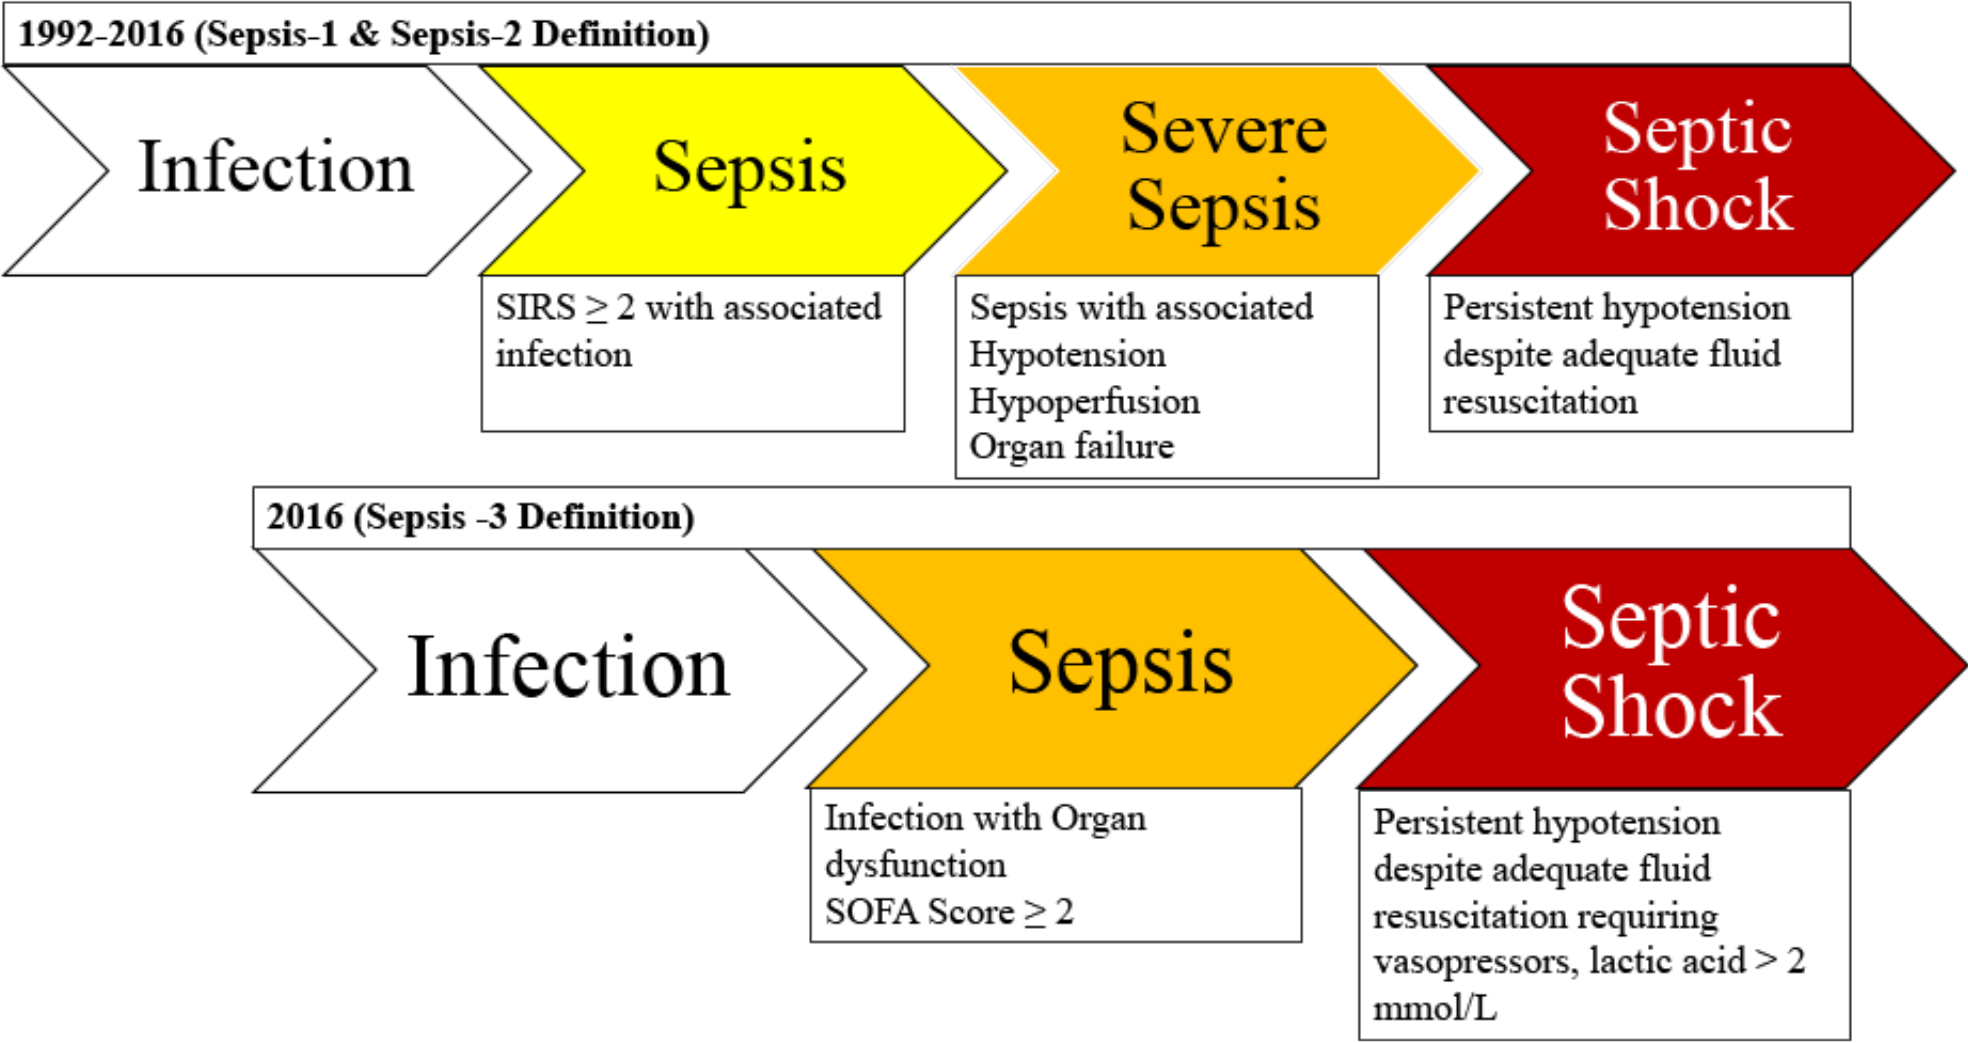 1992-2016 (Sepsis-1 & Sepsis-2 Definition)
Infection
Sepsis
Severe
Sepsis
Septic
Shock
SIRS ≥ 2 with associated
infection
Sepsis with associated
Hypotension
Hypoperfusion
Organ failure
Persistent hypotension
despite adequate fluid
resuscitation
2016 (Sepsis -3 Definition)
Infection
Sepsis
Septic
Shock
Infection with Organ
dysfunction
SOFA Score ≥ 2
Persistent hypotension
despite adequate fluid
resuscitation requiring
vasopressors, lactic acid > 2
mmol/L